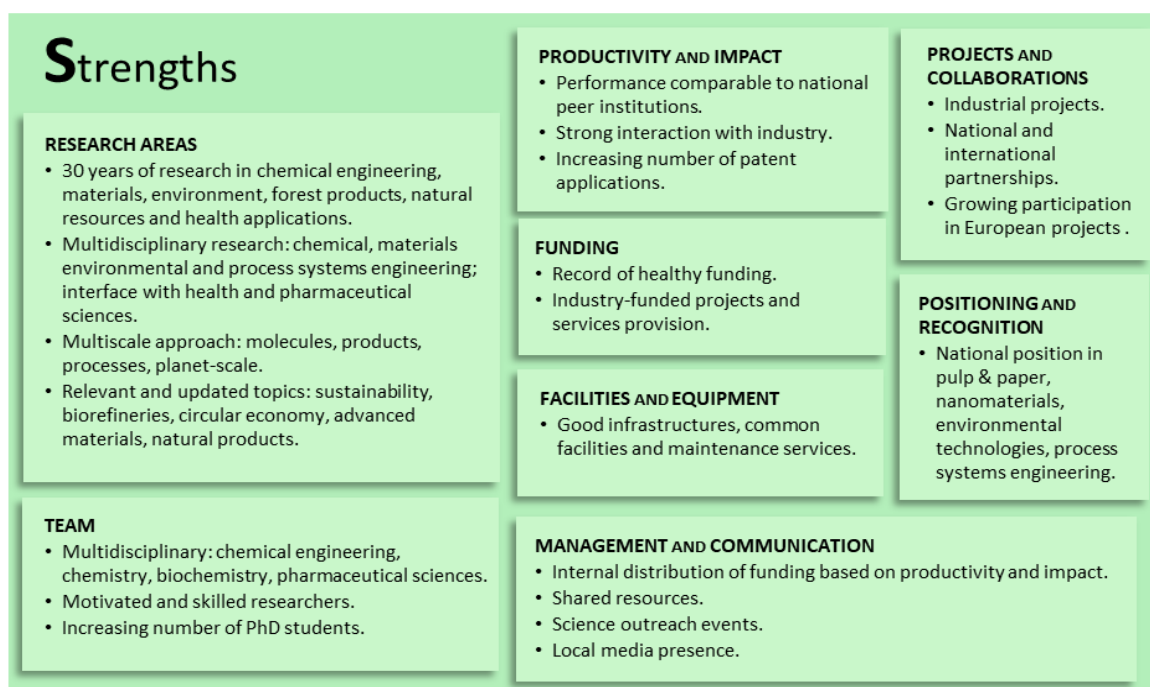 Strengths
RESEARCH AREAS
• 30 years of research in chemical engineering,
materials, environment, forest products, natural
resources and health applications.
• Multidisciplinary research: chemical, materials
environmental and process systems engineering;
interface with health and pharmaceutical
sciences.
• Multiscale approach: molecules, products,
processes, planet-scale.
• Relevant and updated topics: sustainability,
biorefineries, circular economy, advanced
materials, natural products.
TEAM
• Multidisciplinary: chemical engineering,
chemistry, biochemistry, pharmaceutical sciences.
• Motivated and skilled researchers.
• Increasing number of PhD students.
PRODUCTIVITY AND IMPACT
• Performance comparable to national
peer institutions.
• Strong interaction with industry.
• Increasing number of patent
applications.
FUNDING
• Record of healthy funding.
• Industry-funded projects and
services provision.
FACILITIES AND EQUIPMENT
• Good infrastructures, common
facilities and maintenance services.
PROJECTS AND
COLLABORATIONS
• Industrial projects.
• National and
international
partnerships.
• Growing participation
in European projects .
POSITIONING AND
RECOGNITION
• National position in
pulp & paper,
nanomaterials,
environmental
technologies, process
systems engineering.
MANAGEMENT AND COMMUNICATION
• Internal distribution of funding based on productivity and impact.
• Shared resources.
• Science outreach events.
• Local media presence.